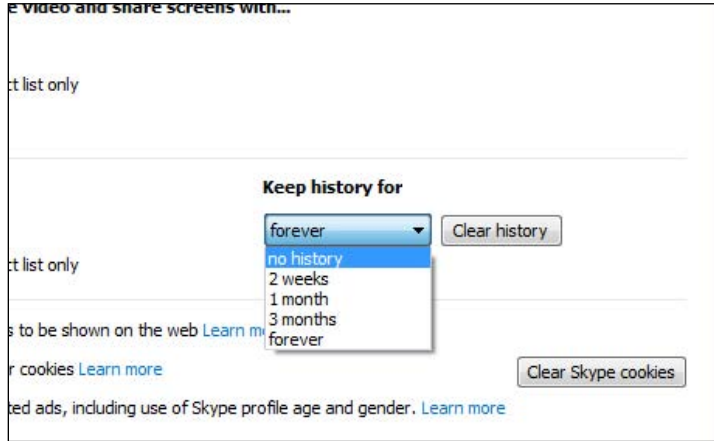 e video and share screens with...
ct list only
Keep history for
forever
Clear history
no history
ct list only
2 weeks
1 month
3 months
s to be shown on the web Learn m
forever
r cookies Learn more
Clear Skype cookies
ted ads, including use of Skype profile age and gender. Learn more